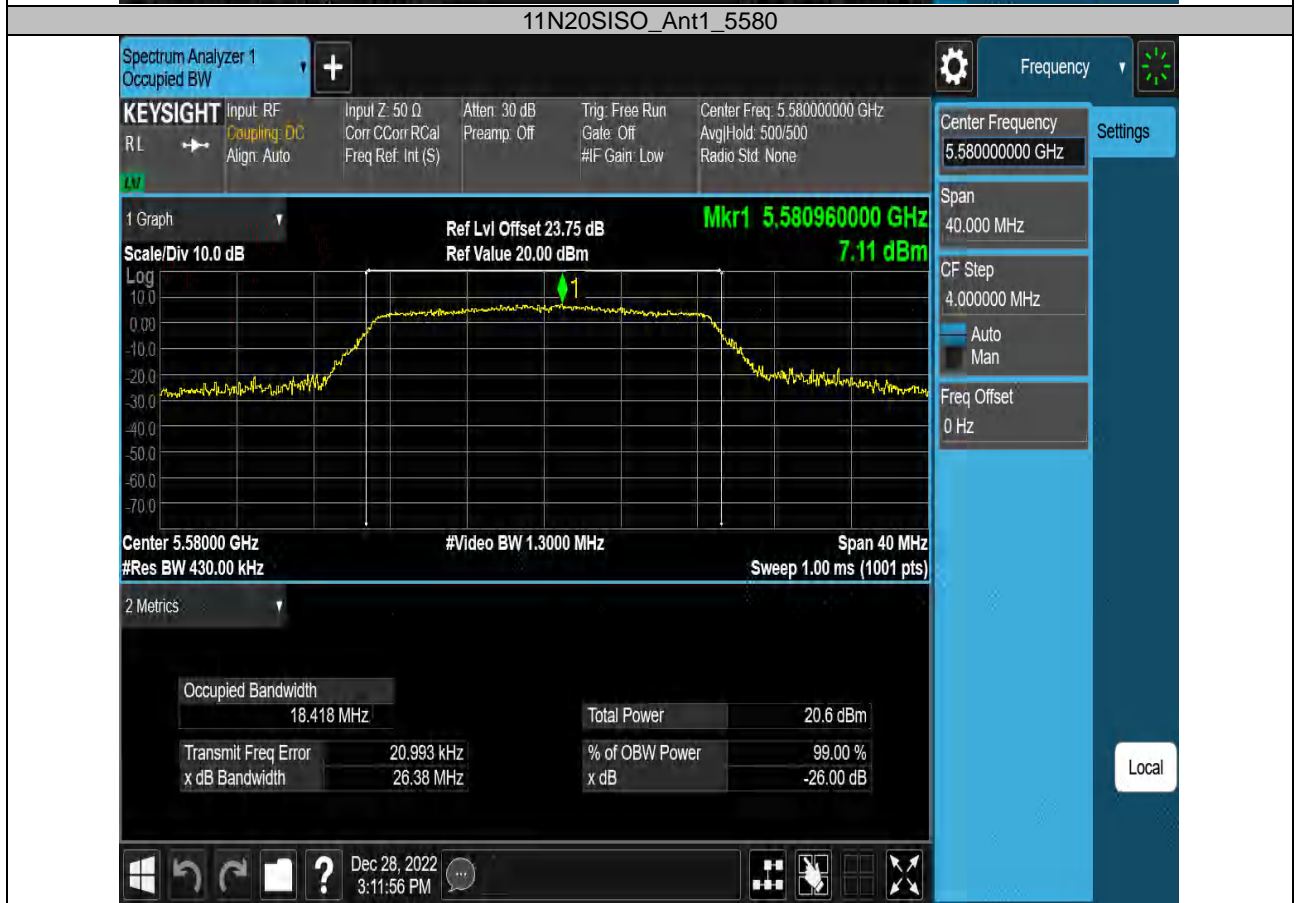 11N20SISO_Ant1_5580
Spectrum Analyzer 1
Occupied BW
+
Frequency
KEYSIGHT
RL
Input: RF
Coupling: DC
Align: Auto
Input Z: 50 Ω
Corr CCorr RCal
Freq Ref: Int (S)
Atten: 30 dB
Preamp: Off
Trig: Free Run
Gate: Off
#IF Gain: Low
Center Freq: 5.580000000 GHz
Avg|Hold: 500/500
Radio Std: None
Center Frequency
5.580000000 GHz
Settings
Span
40.000 MHz
CF Step
4.000000 MHz
Auto
Man
Freq Offset
0 Hz
1 Graph
Scale/Div 10.0 dB
Ref Lvl Offset 23.75 dB
Ref Value 20.00 dBm
Mkr1 5.580960000 GHz
7.11 dBm
Log
10.0
0.00
-10.0
-20.0
-30.0
-40.0
-50.0
-60.0
-70.0
1
Center 5.58000 GHz
#Res BW 430.00 kHz
#Video BW 1.3000 MHz
Span 40 MHz
Sweep 1.00 ms (1001 pts)
2 Metrics
Occupied Bandwidth
18.418 MHz
Total Power 20.6 dBm
Transmit Freq Error 20.993 kHz
% of OBW Power 99.00 %
x dB Bandwidth 26.38 MHz
x dB -26.00 dB
Local
?
Dec 28, 2022
3:11:56 PM